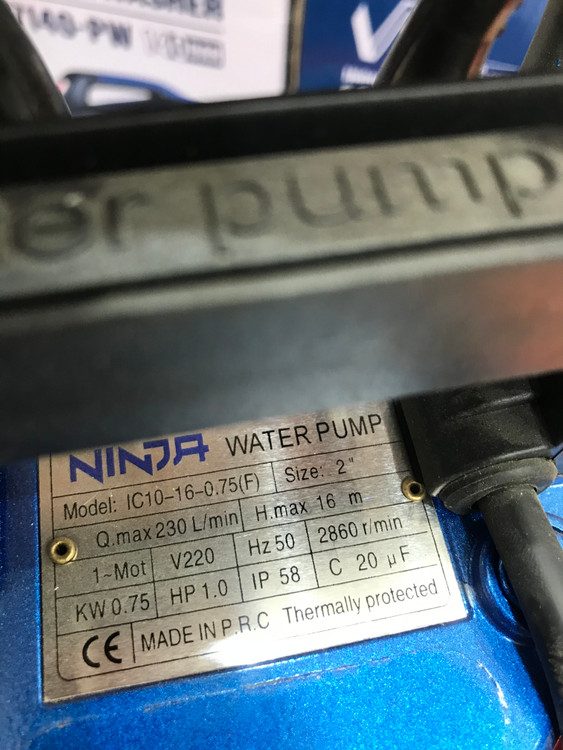 140-PW
er pump
NINJA WATER PUMP
Model: IC10-16-0.75(F) Size: 2"
Q.max 230 L/min H.max 16 m
1~Mot V220 Hz 50 2860 r/min
KW 0.75 HP 1.0 IP 58 C 20 µF
CE MADE IN P.R.C Thermally protected